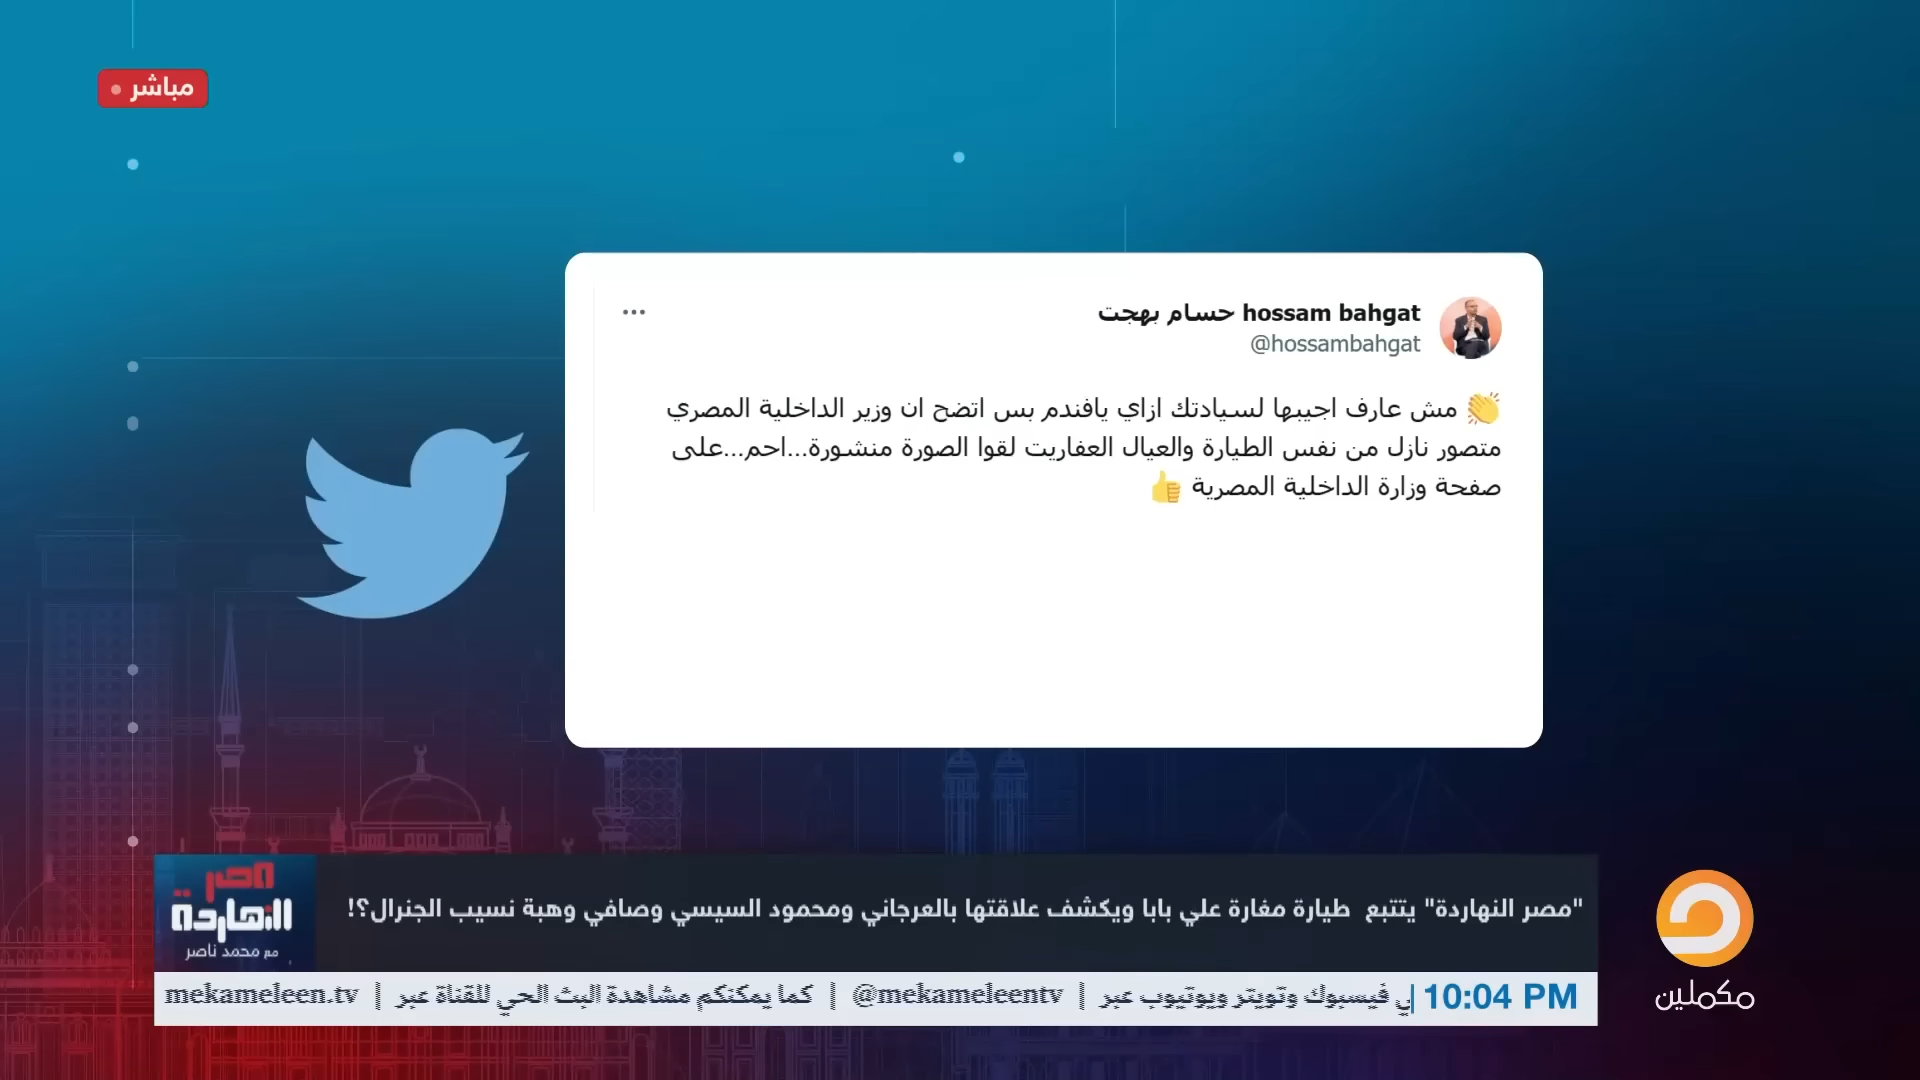 مباشر
hossam bahgat حسام بهجت
@hossambahgat
👏 مش عارف اجيبها لسيادتك ازاي يافندم بس اتضح ان وزير الداخلية المصري
متصور نازل من نفس الطيارة والعيال العفاريت لقوا الصورة منشورة...احم...على
صفحة وزارة الداخلية المصرية 👍
مصر
النهاردة
مع محمد ناصر
"مصر النهاردة" يتتبع طيارة مغارة علي بابا ويكشف علاقتها بالعرجاني ومحمود السيسي وصافي وهبة نسيب الجنرال؟!
10:04 PM
ي فيسبوك وتويتر ويوتيوب عبر | @mekameleentv | كما يمكنكم مشاهدة البث الحي للقناة عبر | mekameleen.tv
مكملين